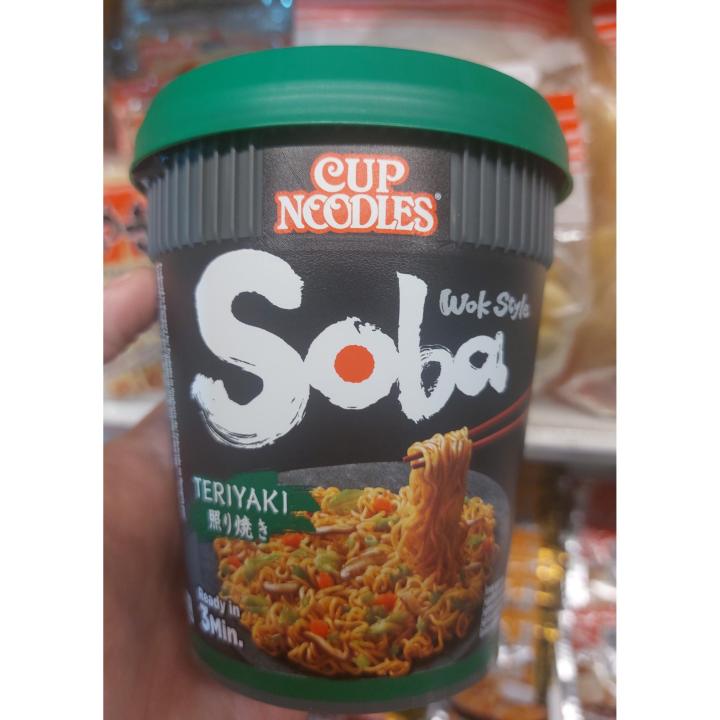 CUP
NOODLES®
Soba
Wok Style
TERIYAKI
照り焼き
Ready in
3Min.